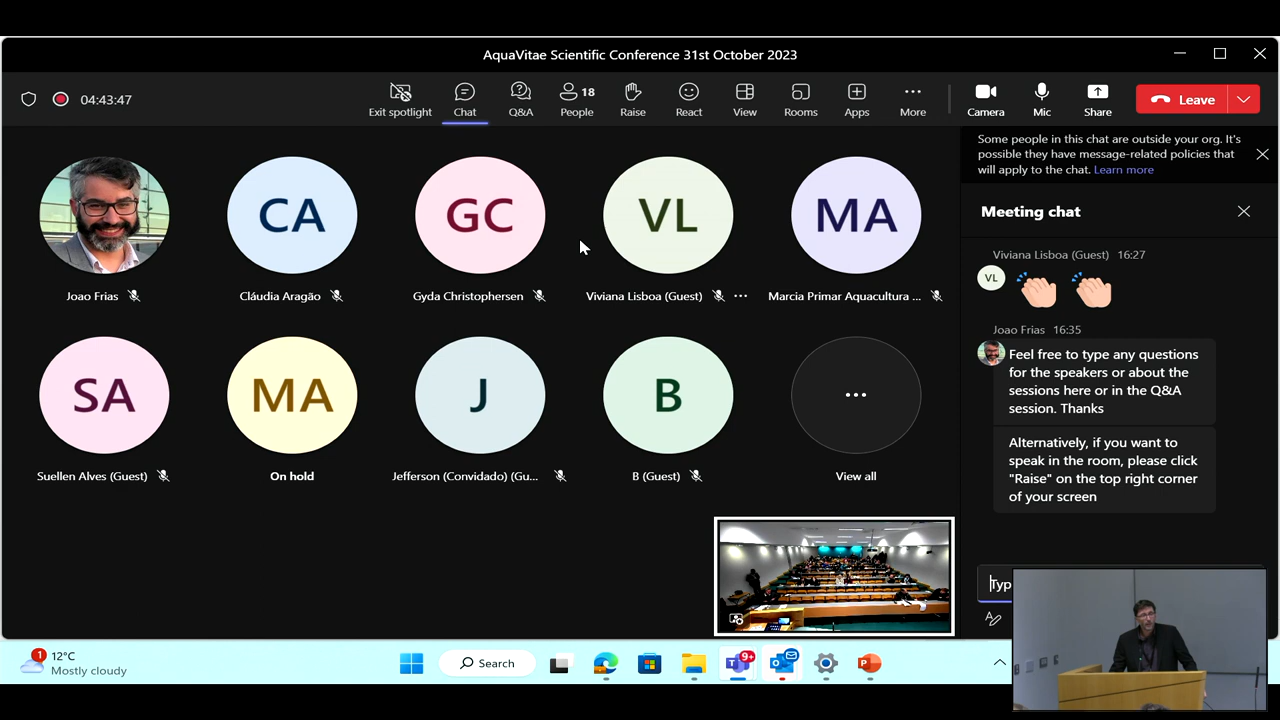 AquaVitae Scientific Conference 31st October 2023
04:43:47
Exit spotlight
Chat
Q&A
18
People
Raise
React
View
Rooms
Apps
More
Camera
Mic
Share
Leave
Some people in this chat are outside your org. It's
possible they have message-related policies that
will apply to the chat. Learn more
Meeting chat
CA
GC
VL
MA
Joao Frias
Cláudia Aragão
Gyda Christophersen
Viviana Lisboa (Guest)
Marcia Primar Aquacultura ...
SA
MA
J
B
Suellen Alves (Guest)
On hold
Jefferson (Convidado) (Gu...
B (Guest)
View all
Viviana Lisboa (Guest) 16:27
VL
Joao Frias 16:35
Feel free to type any questions
for the speakers or about the
sessions here or in the Q&A
session. Thanks
Alternatively, if you want to
speak in the room, please click
"Raise" on the top right corner
of your screen
Typ
1
12°C
Mostly cloudy
Search
9+